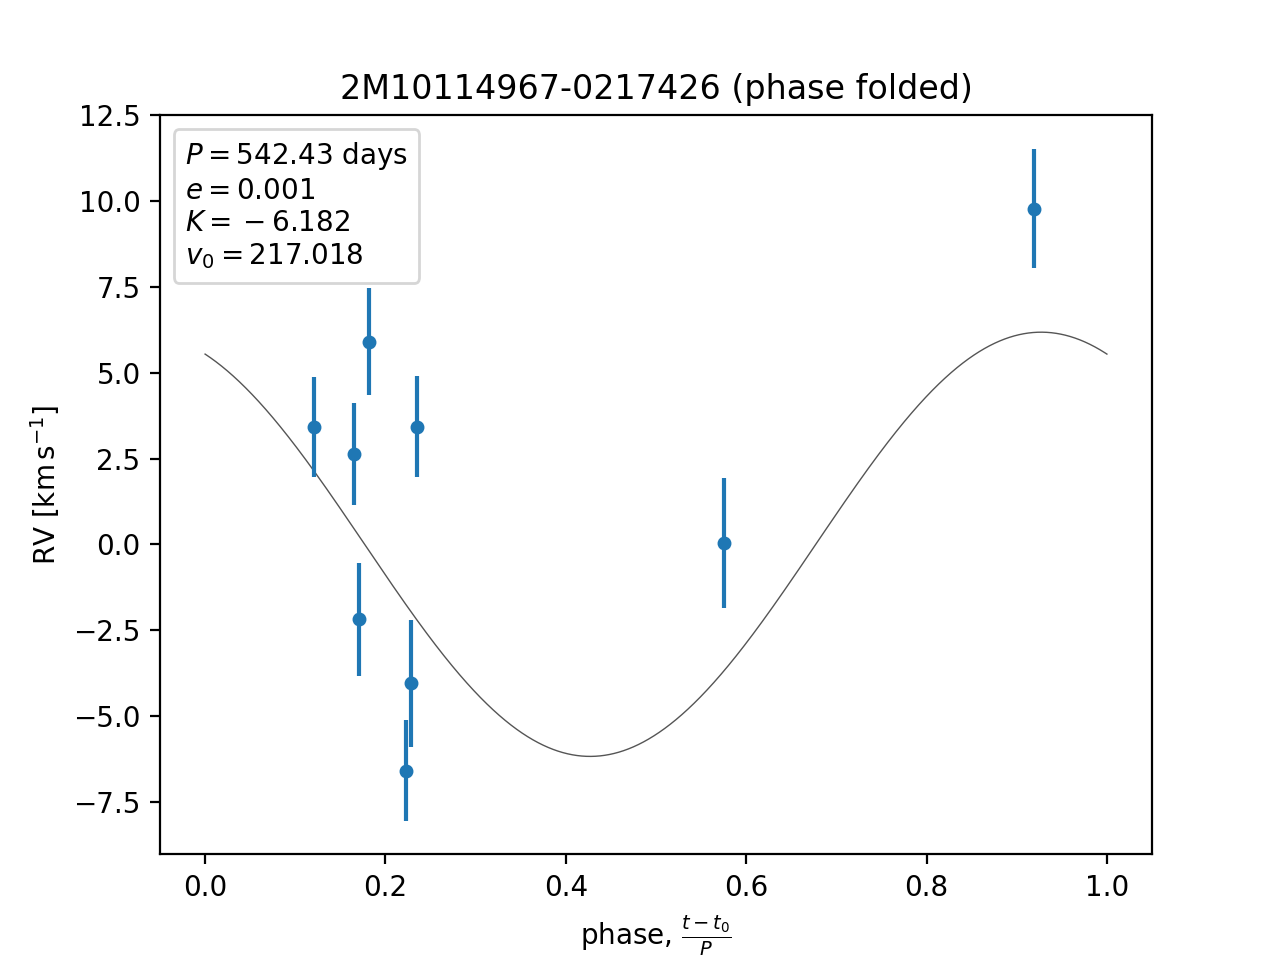 2M10114967-0217426 (phase folded)
P = 542.43 days
e = 0.001
K = −6.182
v₀ = 217.018
12.5
10.0
7.5
5.0
2.5
0.0
−2.5
−5.0
−7.5
RV [km s⁻¹]
0.0 0.2 0.4 0.6 0.8 1.0
phase, (t − t₀)/P